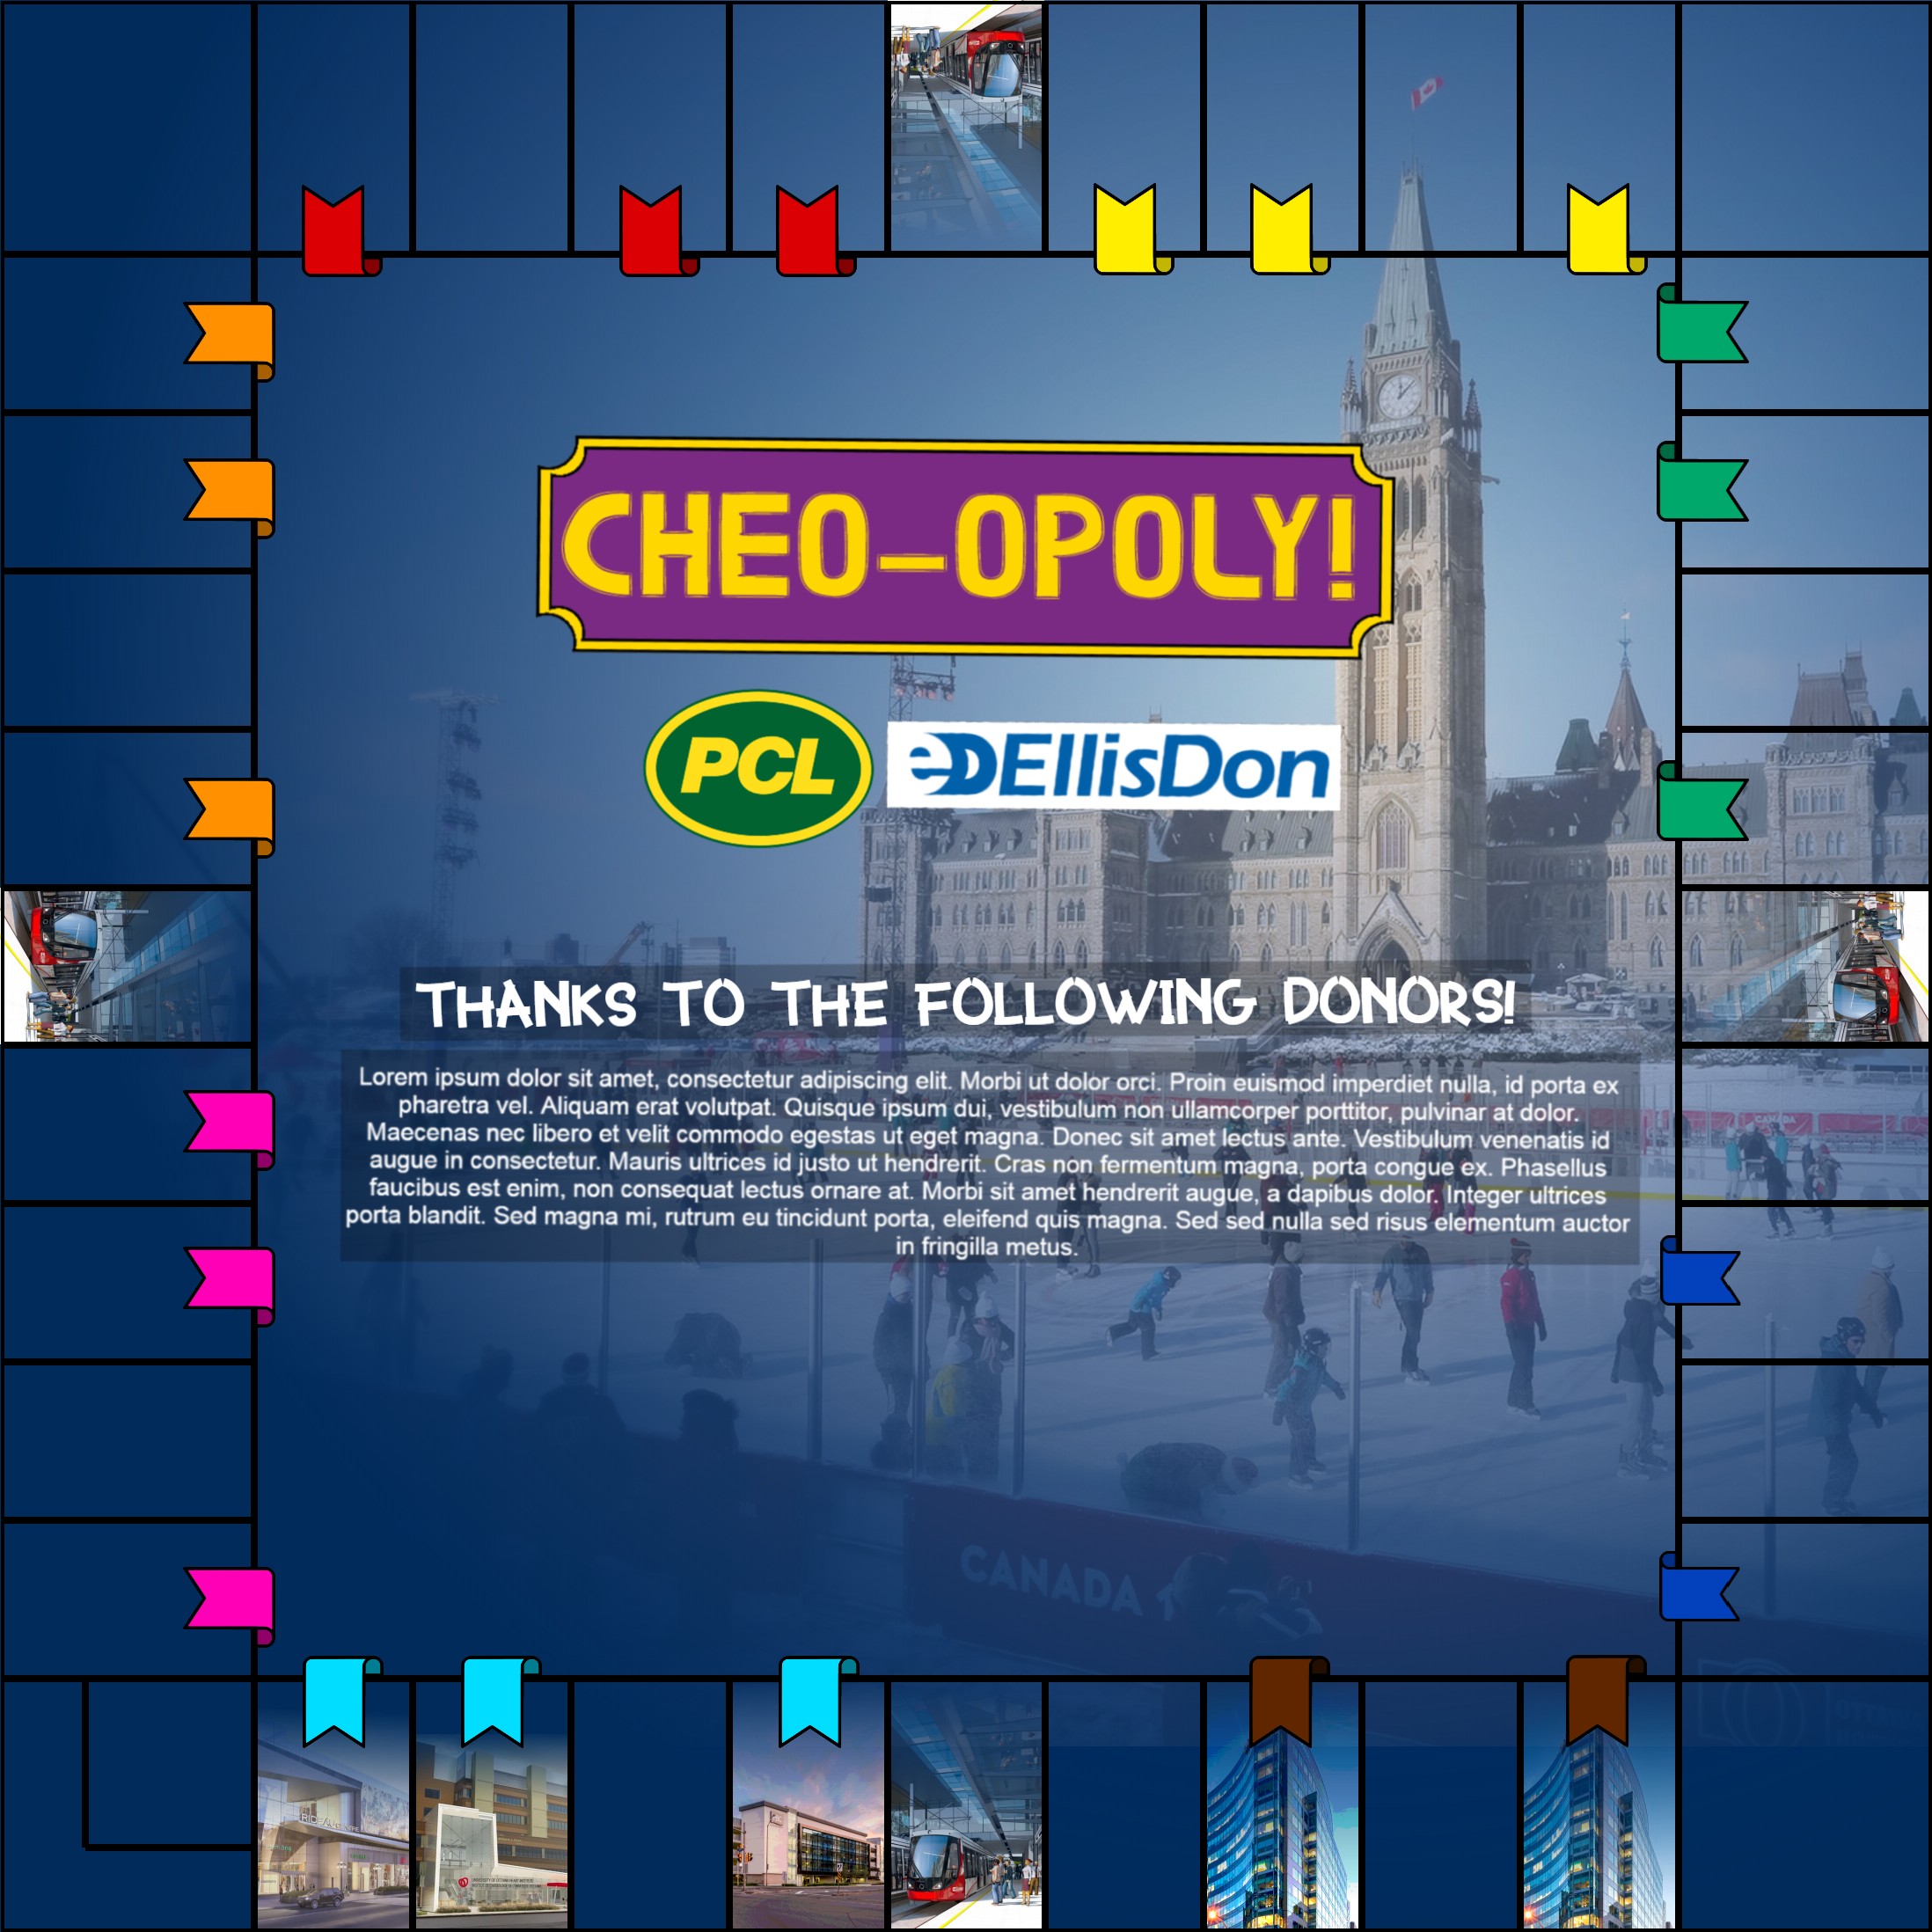 CHEO-OPOLY!
PCL
eD EllisDon
THANKS TO THE FOLLOWING DONORS!
Lorem ipsum dolor sit amet, consectetur adipiscing elit. Morbi ut dolor orci. Proin euismod imperdiet nulla, id porta ex
pharetra vel. Aliquam erat volutpat. Quisque ipsum dui, vestibulum non ullamcorper porttitor, pulvinar at dolor.
Maecenas nec libero et velit commodo egestas ut eget magna. Donec sit amet lectus ante. Vestibulum venenatis id
augue in consectetur. Mauris ultrices id justo ut hendrerit. Cras non fermentum magna, porta congue ex. Phasellus
faucibus est enim, non consequat lectus ornare at. Morbi sit amet hendrerit augue, a dapibus dolor. Integer ultrices
porta blandit. Sed magna mi, rutrum eu tincidunt porta, eleifend quis magna. Sed sed nulla sed risus elementum auctor
in fringilla metus.
CANADA